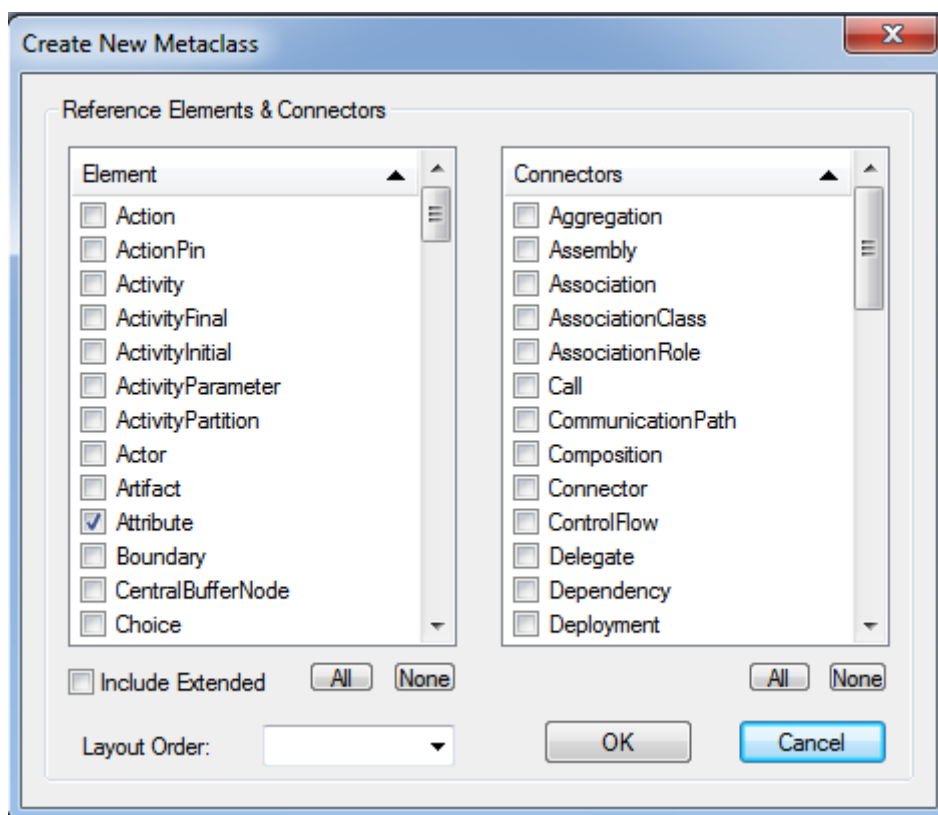 Create New Metaclass
Reference Elements & Connectors
Element
Action
ActionPin
Activity
ActivityFinal
ActivityInitial
ActivityParameter
ActivityPartition
Actor
Artifact
Attribute
Boundary
CentralBufferNode
Choice
Connectors
Aggregation
Assembly
Association
AssociationClass
AssociationRole
Call
CommunicationPath
Composition
Connector
ControlFlow
Delegate
Dependency
Deployment
Include Extended
All
None
All
None
Layout Order:
OK
Cancel